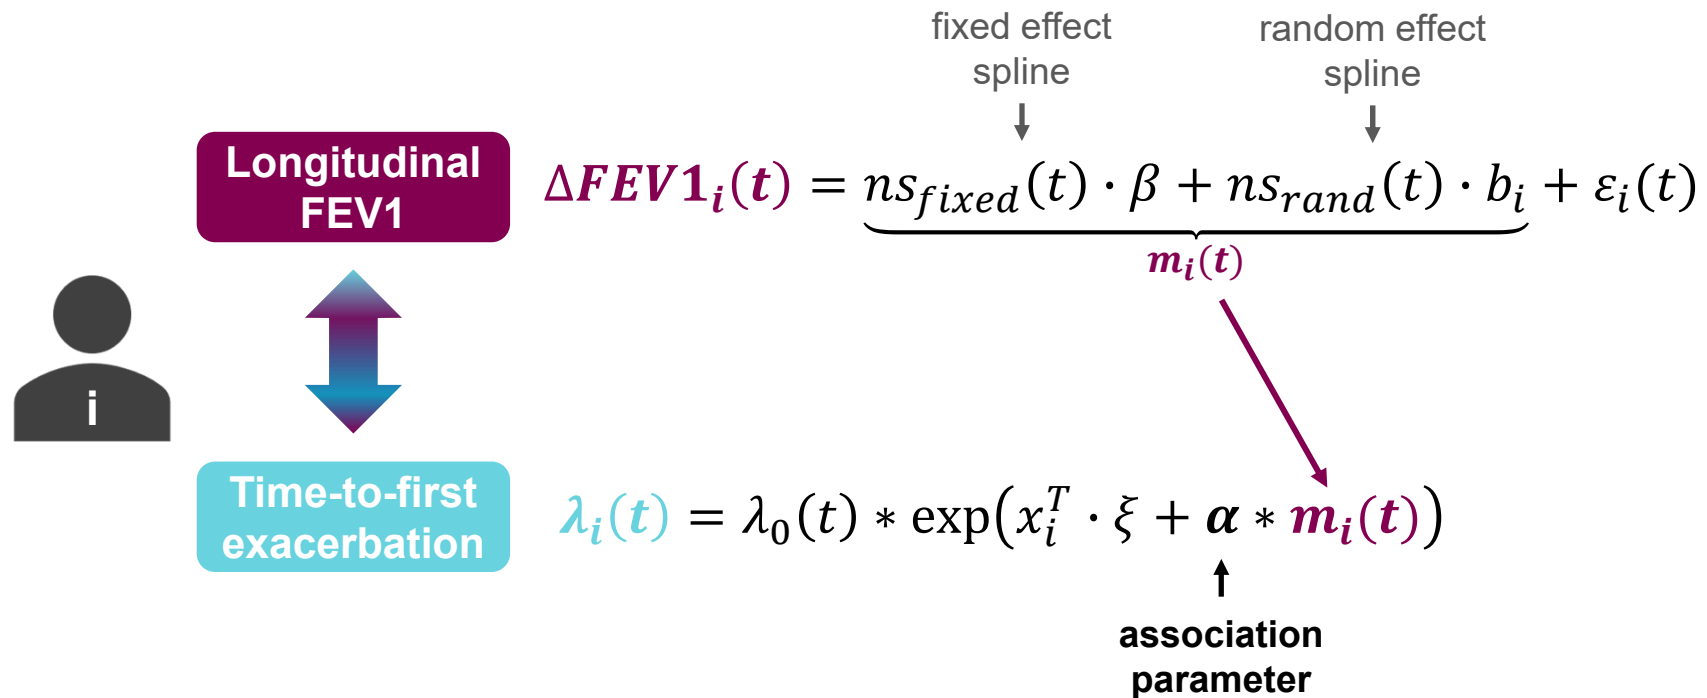 fixed effect
spline
random effect
spline
Longitudinal
FEV1
ΔFEV1ᵢ(t) = ns_fixed(t) · β + ns_rand(t) · bᵢ + εᵢ(t)
mᵢ(t)
i
Time-to-first
exacerbation
λᵢ(t) = λ₀(t) * exp(xᵢᵀ · ξ + α * mᵢ(t))
association
parameter